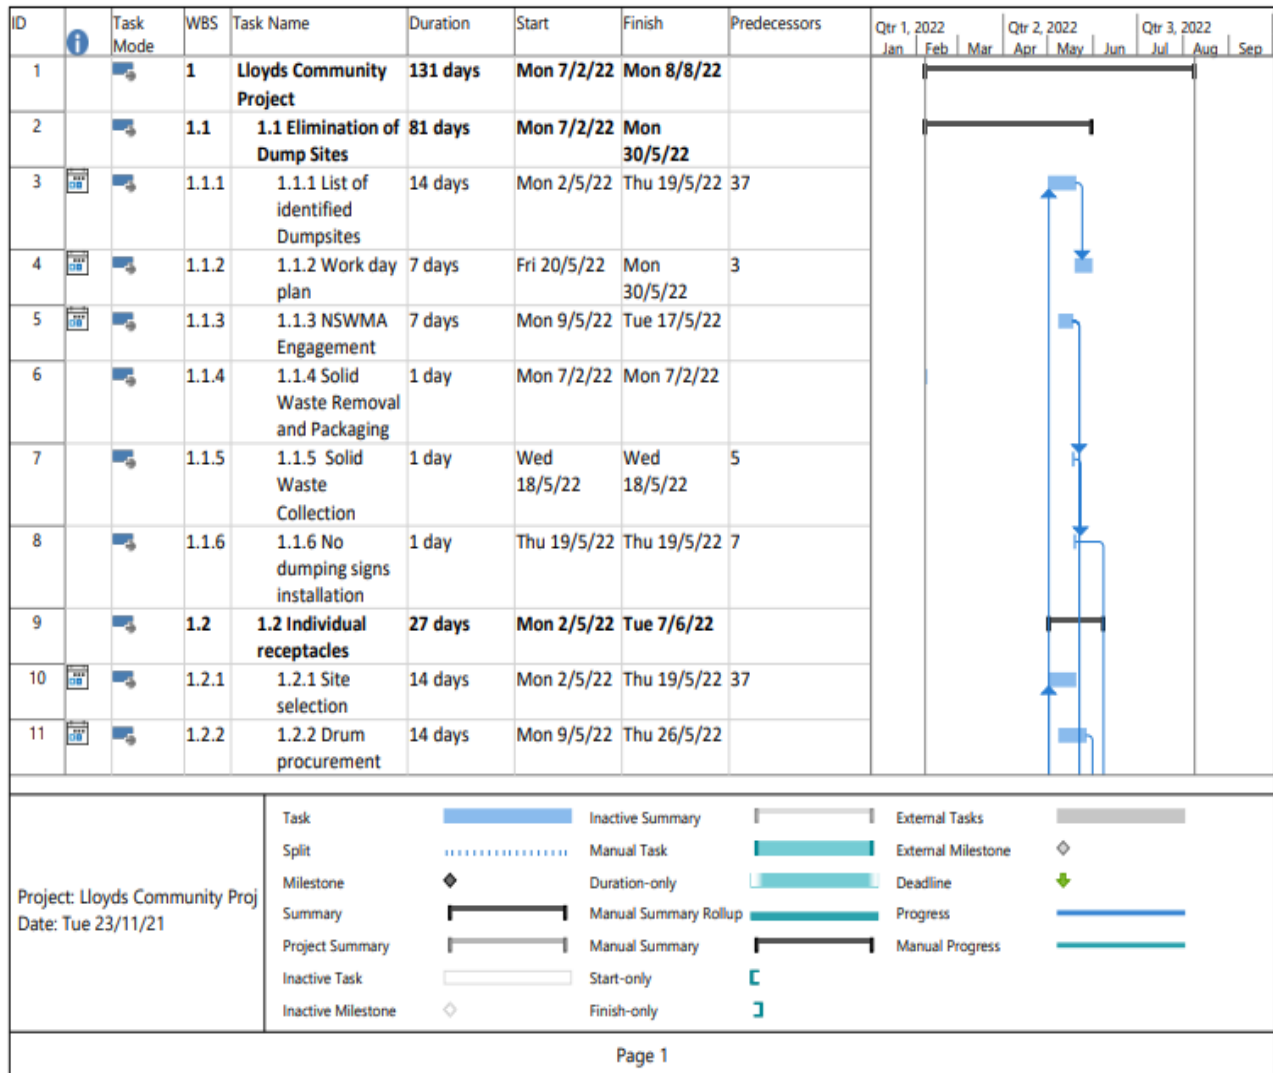 ID Task Mode WBS Task Name Duration Start Finish Predecessors
Qtr 1, 2022 Qtr 2, 2022 Qtr 3, 2022
Jan Feb Mar Apr May Jun Jul Aug Sep
1 1 Lloyds Community Project 131 days Mon 7/2/22 Mon 8/8/22
2 1.1 1.1 Elimination of Dump Sites 81 days Mon 7/2/22 Mon 30/5/22
3 1.1.1 1.1.1 List of identified Dumpsites 14 days Mon 2/5/22 Thu 19/5/22 37
4 1.1.2 1.1.2 Work day plan 7 days Fri 20/5/22 Mon 30/5/22 3
5 1.1.3 1.1.3 NSWMA Engagement 7 days Mon 9/5/22 Tue 17/5/22
6 1.1.4 1.1.4 Solid Waste Removal and Packaging 1 day Mon 7/2/22 Mon 7/2/22
7 1.1.5 1.1.5 Solid Waste Collection 1 day Wed 18/5/22 Wed 18/5/22 5
8 1.1.6 1.1.6 No dumping signs installation 1 day Thu 19/5/22 Thu 19/5/22 7
9 1.2 1.2 Individual receptacles 27 days Mon 2/5/22 Tue 7/6/22
10 1.2.1 1.2.1 Site selection 14 days Mon 2/5/22 Thu 19/5/22 37
11 1.2.2 1.2.2 Drum procurement 14 days Mon 9/5/22 Thu 26/5/22
Project: Lloyds Community Proj
Date: Tue 23/11/21
Task Inactive Summary External Tasks
Split Manual Task External Milestone
Milestone Duration-only Deadline
Summary Manual Summary Rollup Progress
Project Summary Manual Summary Manual Progress
Inactive Task Start-only
Inactive Milestone Finish-only
Page 1